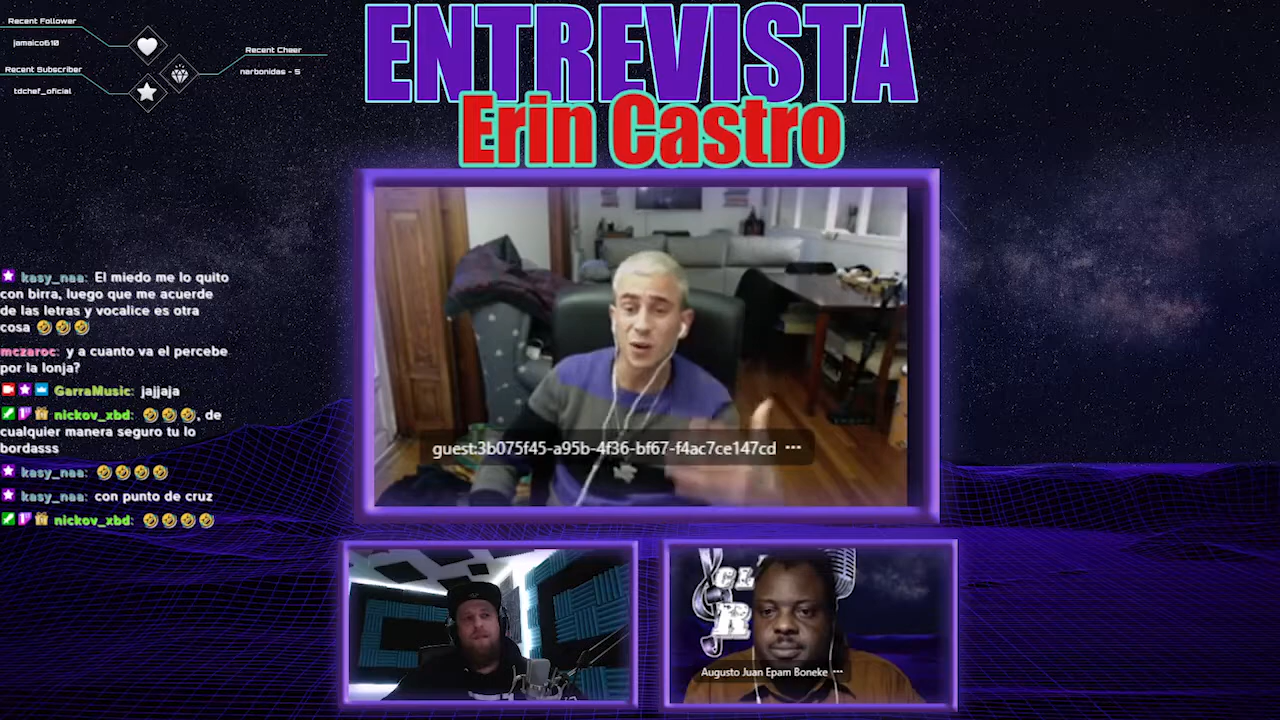 Recent Follower
jamaico610
Recent Subscriber
tdchef_oficial
Recent Cheer
narbonidas - 5
ENTREVISTA
Erin Castro
kasy_naa: El miedo me lo quito
con birra, luego que me acuerde
de las letras y vocalice es otra
cosa 🤣🤣🤣
mczaroc: y a cuanto va el percebe
por la lonja?
GarraMusic: jajjaja
nickov_xbd: 🤣🤣🤣, de
cualquier manera seguro tu lo
bordasss
kasy_naa: 🤣🤣🤣🤣
kasy_naa: con punto de cruz
nickov_xbd: 🤣🤣🤣🤣
guest:3b075f45-a95b-4f36-bf67-f4ac7ce147cd ···
CL
R
Augusto Juan Epam Boneke ···